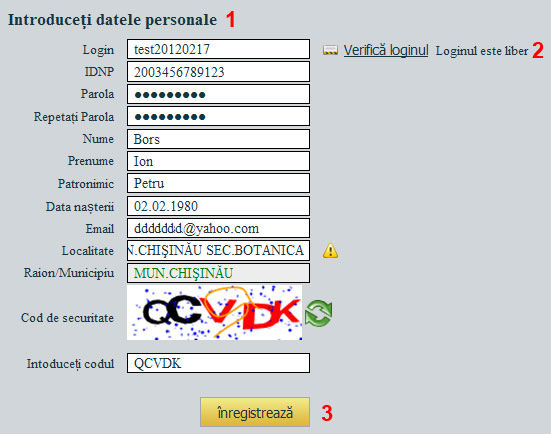 Introduceți datele personale 1
Login test20120217 Verifică loginul Loginul este liber 2
IDNP 2003456789123
Parola ●●●●●●●●●
Repetați Parola ●●●●●●●●●
Nume Bors
Prenume Ion
Patronimic Petru
Data nașterii 02.02.1980
Email ddddddd@yahoo.com
Localitate N.CHIŞINĂU SEC.BOTANICA
Raion/Municipiu MUN.CHIŞINĂU
Cod de securitate QCVDK
Intoduceți codul QCVDK
înregistrează 3